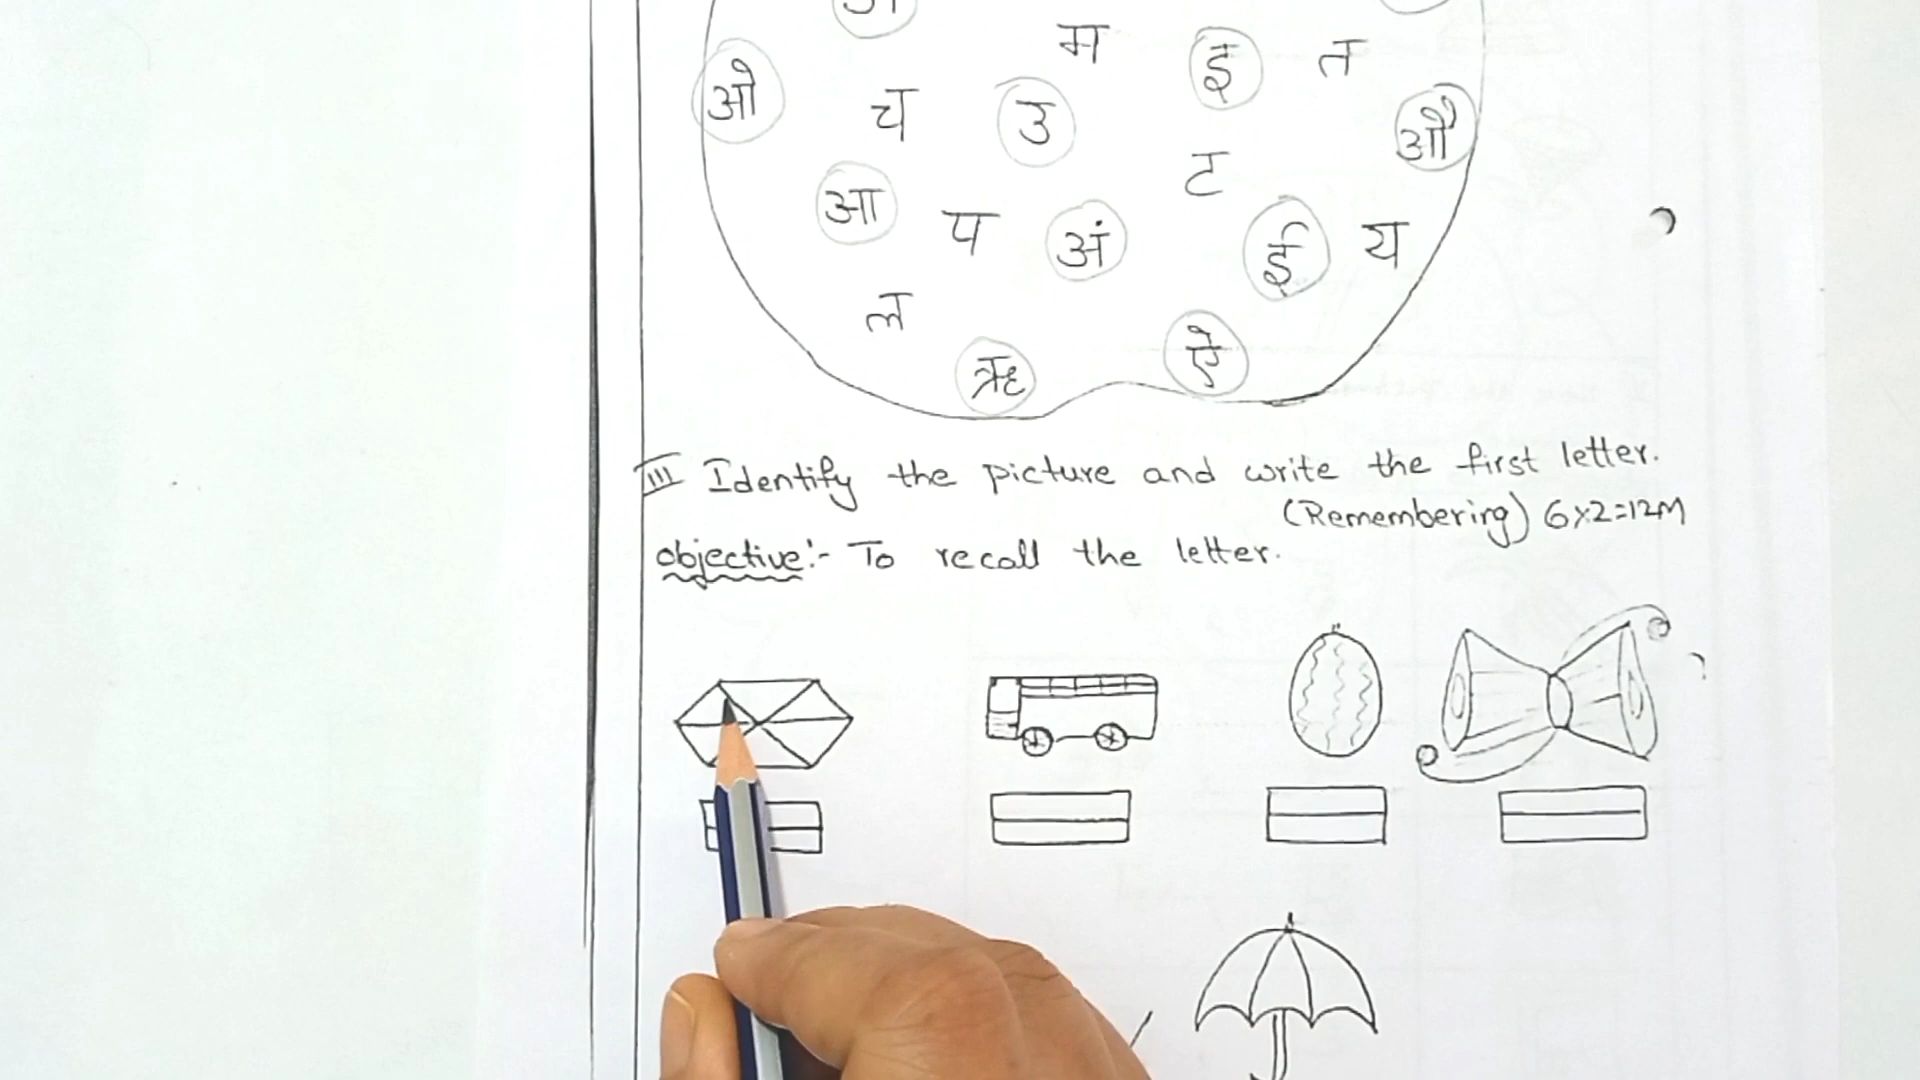 म इ त
ओ च उ औ
ट
आ प अं ई य
ल
ऋ ऐ
III Identify the picture and write the first letter.
(Remembering) 6x2=12M
objective:- To recall the letter.